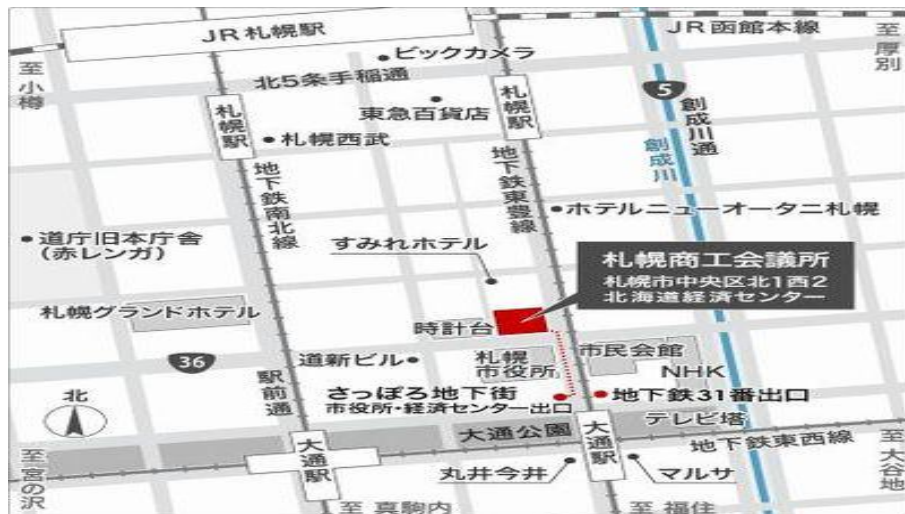 JR札幌駅
JR函館本線
至厚別
至小樽
ビックカメラ
北5条手稲通
東急百貨店
札幌駅
札幌駅
札幌西武
5
創成川通
創成川
地下鉄南北線
地下鉄東豊線
ホテルニューオータニ札幌
道庁旧本庁舎
(赤レンガ)
すみれホテル
札幌商工会議所
札幌市中央区北1西2
北海道経済センター
札幌グランドホテル
時計台
36
道新ビル
札幌
市役所
市民会館
NHK
駅前通
さっぽろ地下街
市役所・経済センター出口
地下鉄31番出口
北
テレビ塔
大通公園
地下鉄東西線
大通駅
大通駅
至宮の沢
丸井今井
マルサ
至大谷地
至真駒内
至福住